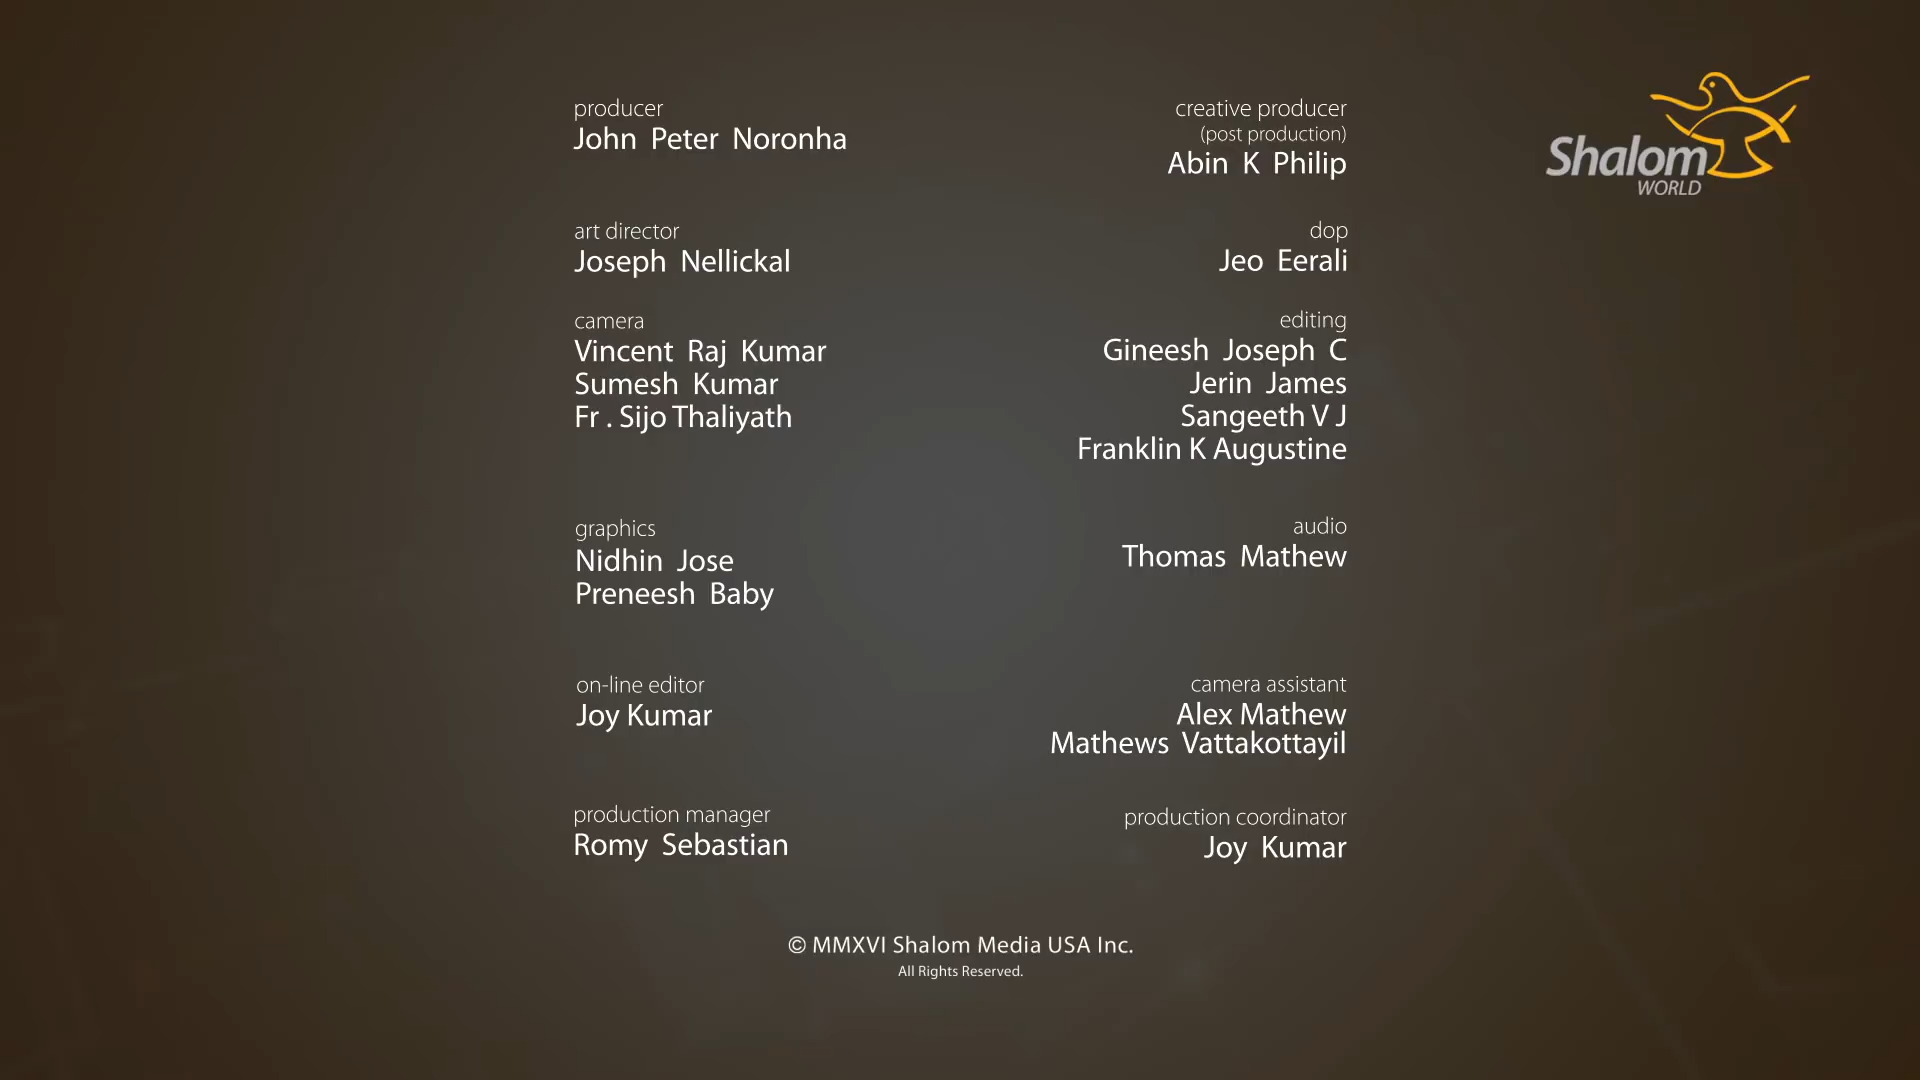 producer
John Peter Noronha
creative producer
(post production)
Abin K Philip
Shalom
WORLD
art director
Joseph Nellickal
dop
Jeo Eerali
camera
Vincent Raj Kumar
Sumesh Kumar
Fr . Sijo Thaliyath
editing
Gineesh Joseph C
Jerin James
Sangeeth V J
Franklin K Augustine
graphics
Nidhin Jose
Preneesh Baby
audio
Thomas Mathew
on-line editor
Joy Kumar
camera assistant
Alex Mathew
Mathews Vattakottayil
production manager
Romy Sebastian
production coordinator
Joy Kumar
© MMXVI Shalom Media USA Inc.
All Rights Reserved.